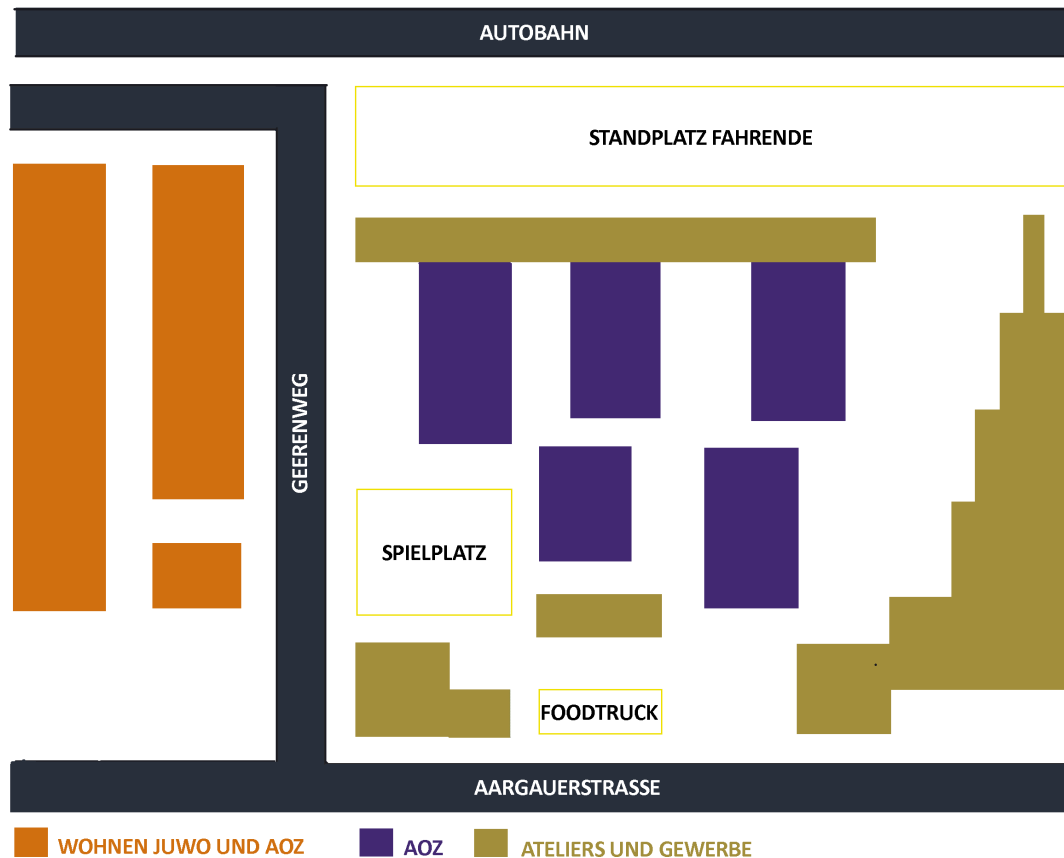 AUTOBAHN
STANDPLATZ FAHRENDE
GEERENWEG
SPIELPLATZ
FOODTRUCK
AARGAUERSTRASSE
WOHNEN JUWO UND AOZ
AOZ
ATELIERS UND GEWERBE